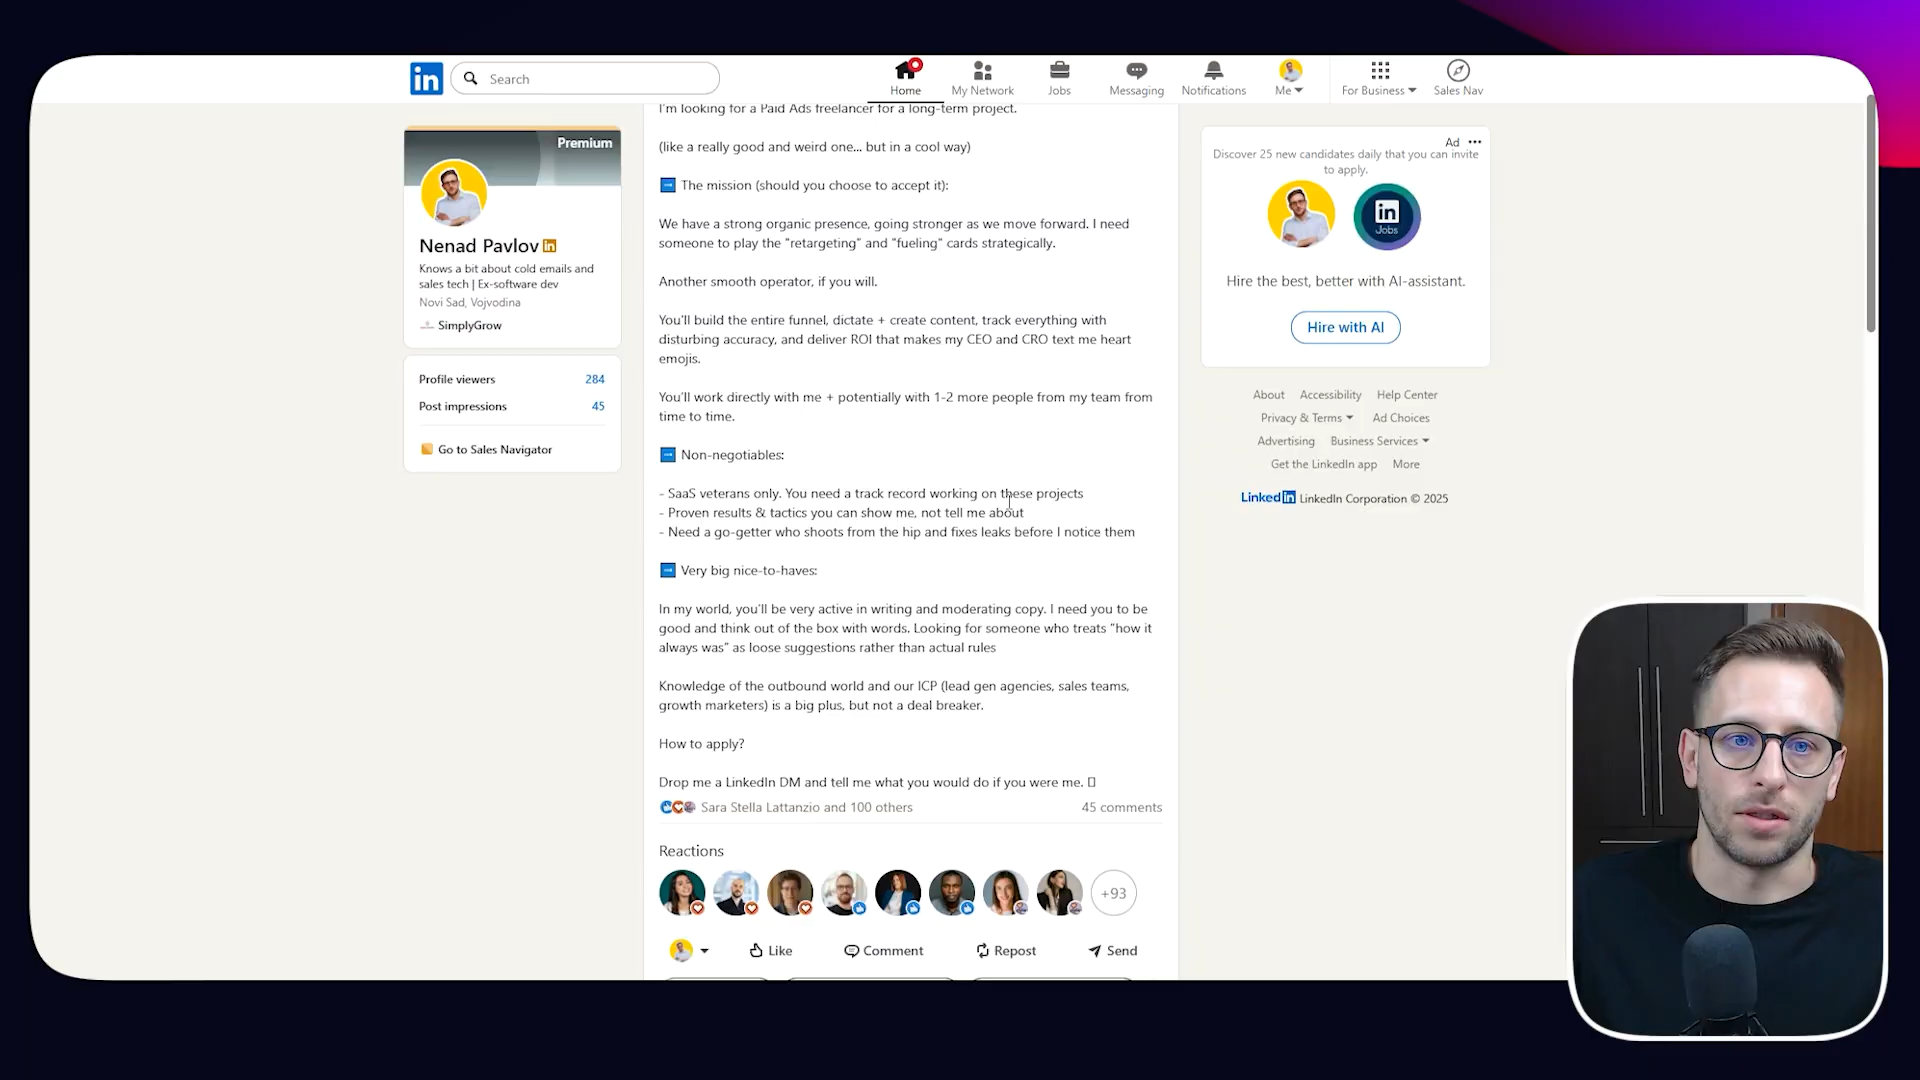 in
Search
Home
My Network
Jobs
Messaging
Notifications
Me
For Business
Sales Nav
Premium
Nenad Pavlov in
Knows a bit about cold emails and
sales tech | Ex-software dev
Novi Sad, Vojvodina
SimplyGrow
Profile viewers 284
Post impressions 45
Go to Sales Navigator
I'm looking for a Paid Ads freelancer for a long-term project.
(like a really good and weird one... but in a cool way)
The mission (should you choose to accept it):
We have a strong organic presence, going stronger as we move forward. I need
someone to play the "retargeting" and "fueling" cards strategically.
Another smooth operator, if you will.
You'll build the entire funnel, dictate + create content, track everything with
disturbing accuracy, and deliver ROI that makes my CEO and CRO text me heart
emojis.
You'll work directly with me + potentially with 1-2 more people from my team from
time to time.
Non-negotiables:
- SaaS veterans only. You need a track record working on these projects
- Proven results & tactics you can show me, not tell me about
- Need a go-getter who shoots from the hip and fixes leaks before I notice them
Very big nice-to-haves:
In my world, you'll be very active in writing and moderating copy. I need you to be
good and think out of the box with words. Looking for someone who treats "how it
always was" as loose suggestions rather than actual rules
Knowledge of the outbound world and our ICP (lead gen agencies, sales teams,
growth marketers) is a big plus, but not a deal breaker.
How to apply?
Drop me a LinkedIn DM and tell me what you would do if you were me.
Sara Stella Lattanzio and 100 others 45 comments
Reactions
+93
Like
Comment
Repost
Send
Ad
Discover 25 new candidates daily that you can invite
to apply.
in
Jobs
Hire the best, better with AI-assistant.
Hire with AI
About Accessibility Help Center
Privacy & Terms Ad Choices
Advertising Business Services
Get the LinkedIn app More
LinkedIn LinkedIn Corporation © 2025